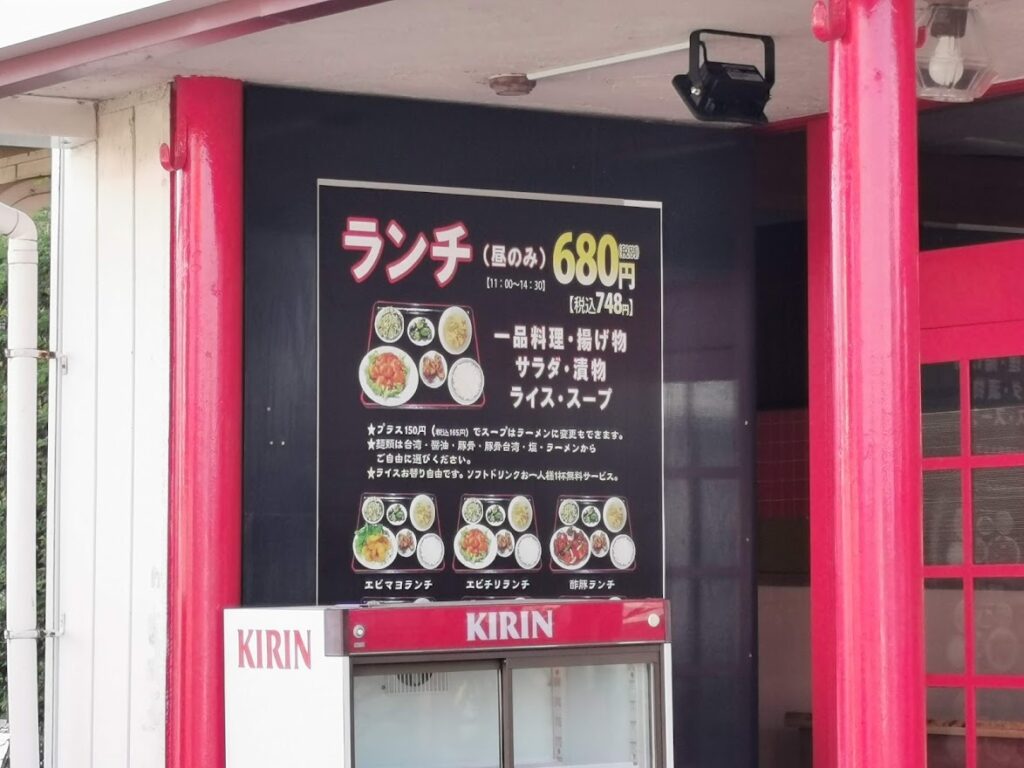 ランチ（昼のみ）680円(税別)
【11：00〜14：30】
【税込748円】
一品料理・揚げ物
サラダ・漬物
ライス・スープ
★プラス150円（税込165円）でスープはラーメンに変更もできます。
★麺類は台湾・醤油・豚骨・豚骨台湾・塩・ラーメンから
ご自由に選びください。
★ライスお替り自由です。ソフトドリンクお一人様1杯無料サービス。
エビマヨランチ
エビチリランチ
酢豚ランチ
KIRIN
KIRIN